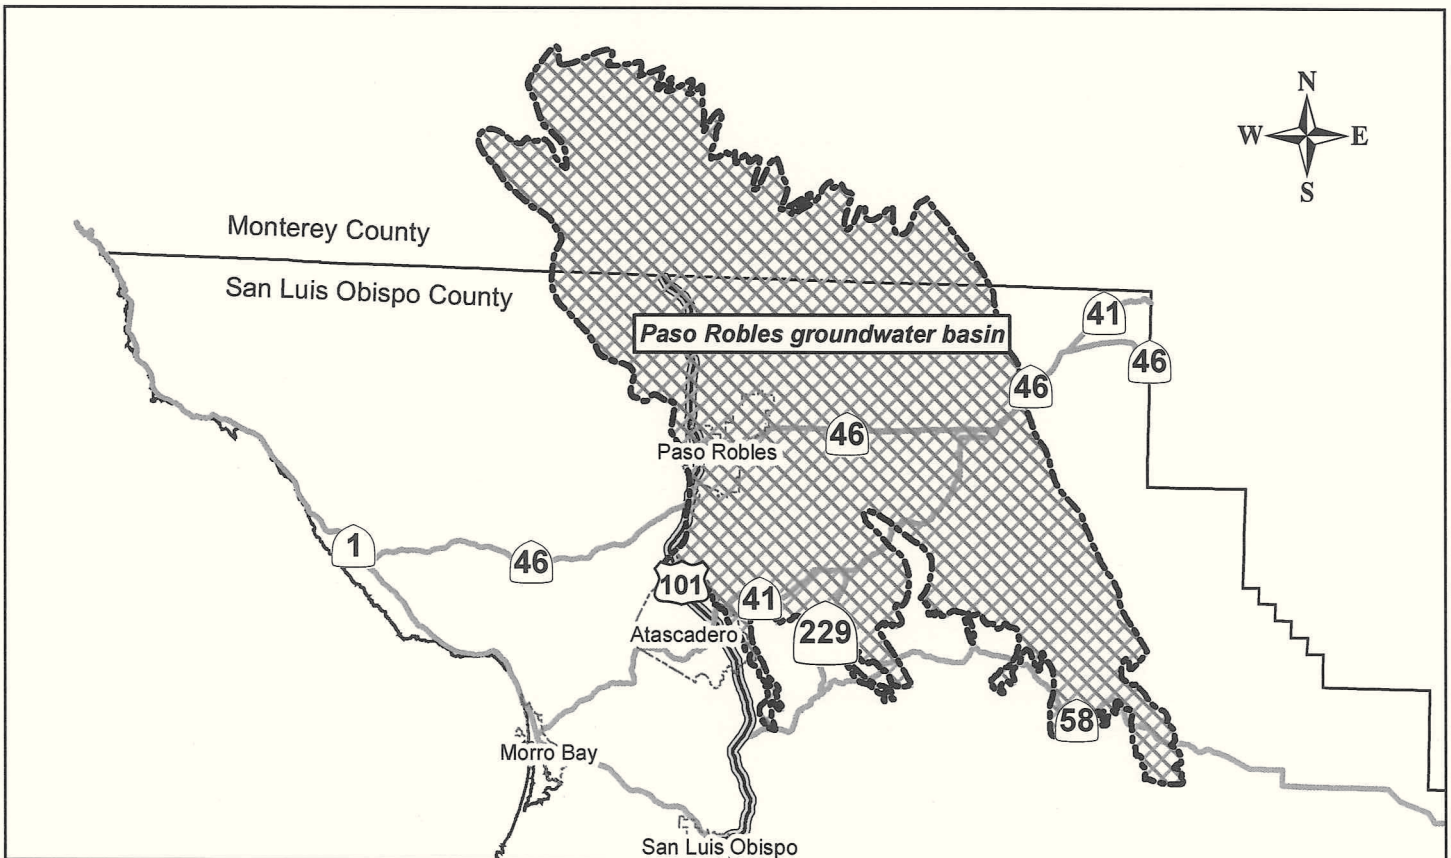 N
W E
S
Monterey County
San Luis Obispo County
41
Paso Robles groundwater basin
46
46
46
Paso Robles
1
46
101
41
229
Atascadero
58
Morro Bay
San Luis Obispo